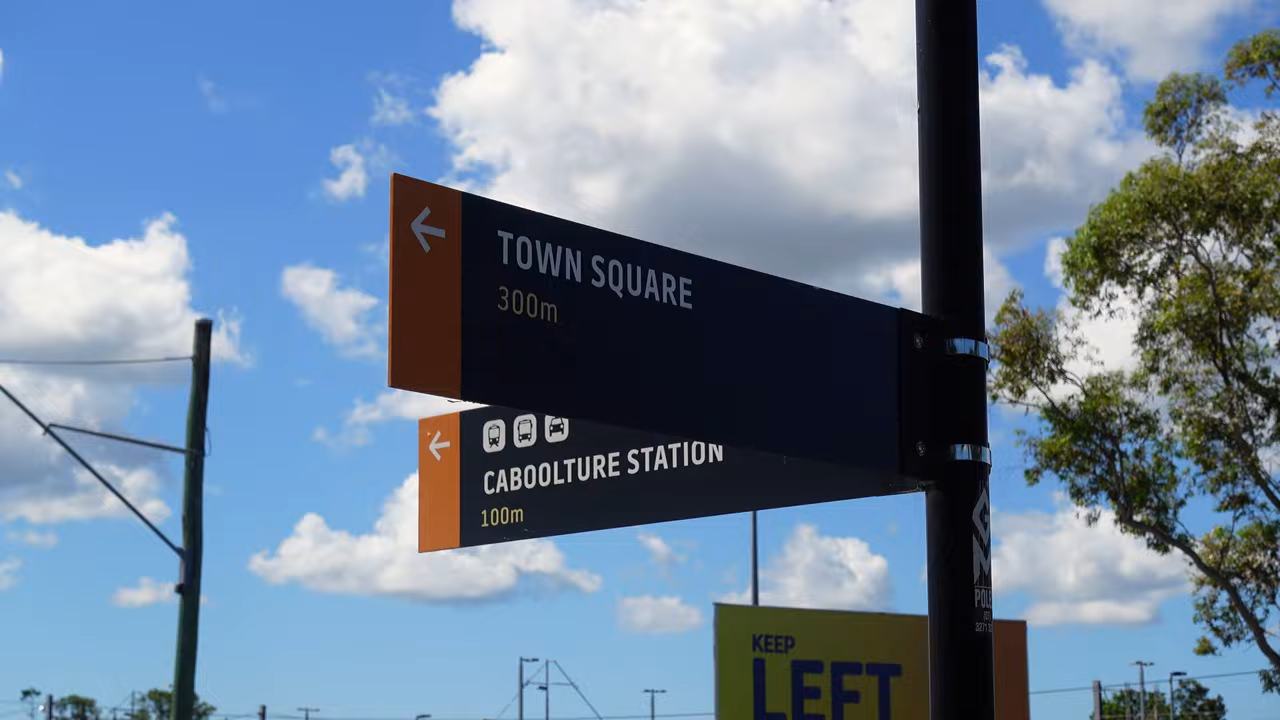 TOWN SQUARE
300m
CABOOLTURE STATION
100m
KEEP
LEFT